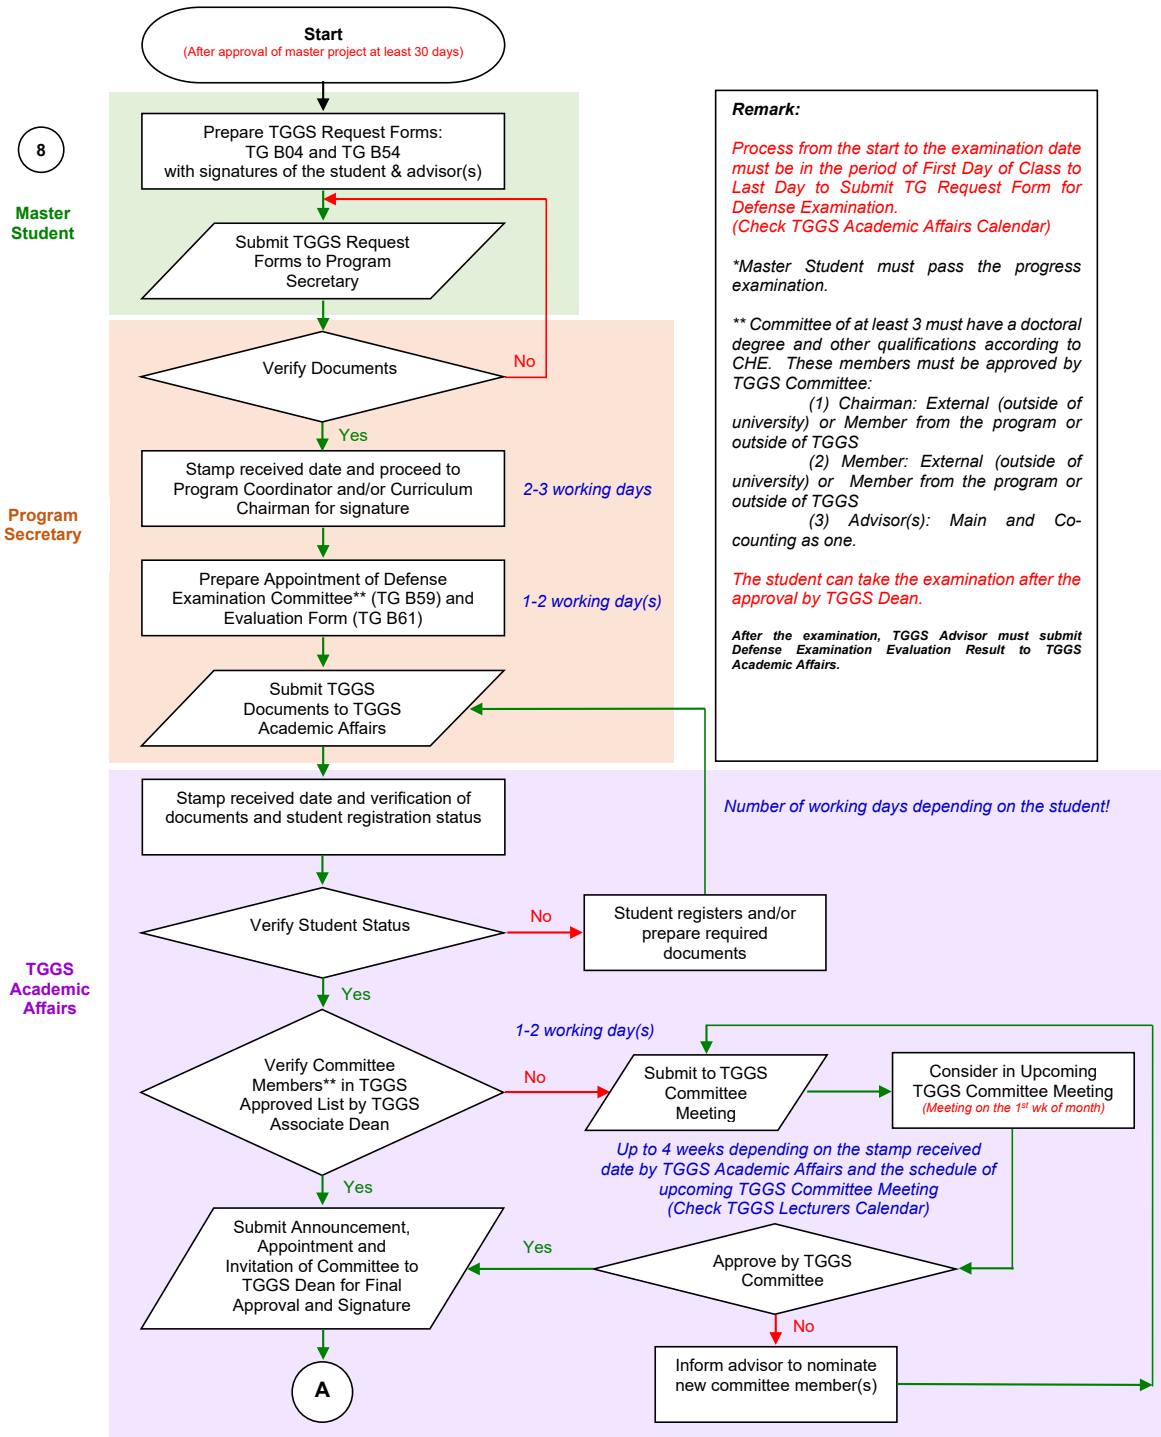 Start
(After approval of master project at least 30 days)
8
Master
Student
Prepare TGGS Request Forms:
TG B04 and TG B54
with signatures of the student & advisor(s)
Submit TGGS Request
Forms to Program
Secretary
Verify Documents
No
Yes
Program
Secretary
Stamp received date and proceed to
Program Coordinator and/or Curriculum
Chairman for signature
2-3 working days
Prepare Appointment of Defense
Examination Committee** (TG B59) and
Evaluation Form (TG B61)
1-2 working day(s)
Submit TGGS
Documents to TGGS
Academic Affairs
Remark:
Process from the start to the examination date
must be in the period of First Day of Class to
Last Day to Submit TG Request Form for
Defense Examination.
(Check TGGS Academic Affairs Calendar)
*Master Student must pass the progress
examination.
** Committee of at least 3 must have a doctoral
degree and other qualifications according to
CHE. These members must be approved by
TGGS Committee:
(1) Chairman: External (outside of
university) or Member from the program or
outside of TGGS
(2) Member: External (outside of
university) or Member from the program or
outside of TGGS
(3) Advisor(s): Main and Co-
counting as one.
The student can take the examination after the
approval by TGGS Dean.
After the examination, TGGS Advisor must submit
Defense Examination Evaluation Result to TGGS
Academic Affairs.
TGGS
Academic
Affairs
Stamp received date and verification of
documents and student registration status
Number of working days depending on the student!
Verify Student Status
No
Student registers and/or
prepare required
documents
Yes
1-2 working day(s)
Verify Committee
Members** in TGGS
Approved List by TGGS
Associate Dean
No
Submit to TGGS
Committee
Meeting
Consider in Upcoming
TGGS Committee Meeting
(Meeting on the 1st wk of month)
Up to 4 weeks depending on the stamp received
date by TGGS Academic Affairs and the schedule of
upcoming TGGS Committee Meeting
(Check TGGS Lecturers Calendar)
Yes
Submit Announcement,
Appointment and
Invitation of Committee to
TGGS Dean for Final
Approval and Signature
Yes
Approve by TGGS
Committee
No
Inform advisor to nominate
new committee member(s)
A